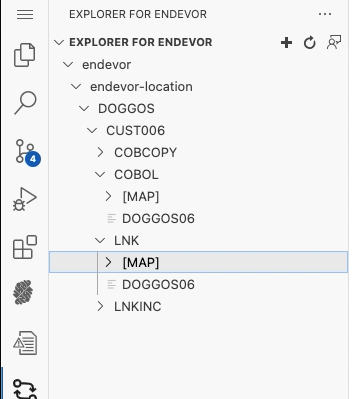 EXPLORER FOR ENDEVOR
EXPLORER FOR ENDEVOR
endevor
endevor-location
DOGGOS
CUST006
COBCOPY
COBOL
[MAP]
DOGGOS06
LNK
[MAP]
DOGGOS06
LNKINC
4